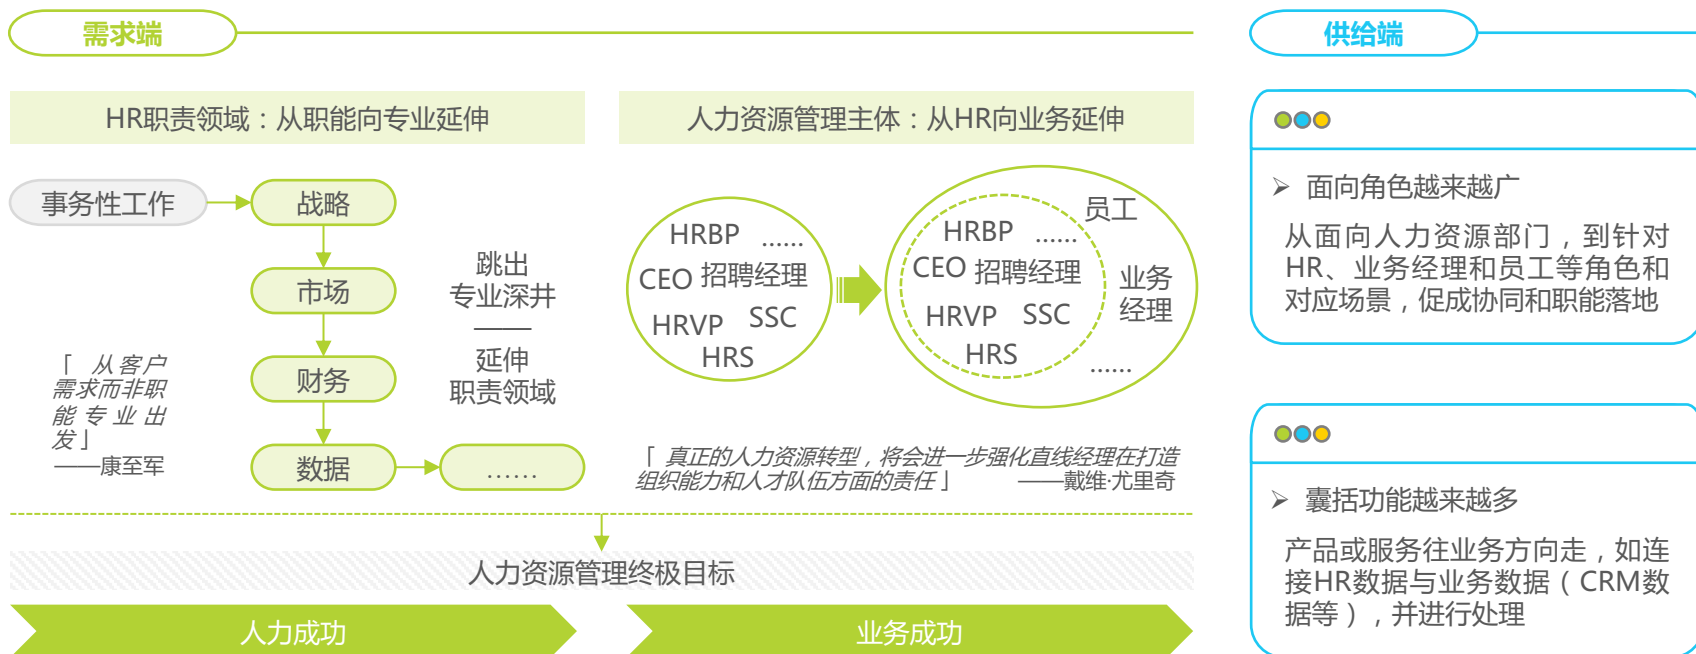 需求端
HR职责领域：从职能向专业延伸
事务性工作
战略
市场
财务
数据
……
跳出
专业深井
——
延伸
职责领域
「 从客户
需求而非职
能专业出
发」
——康至军
人力资源管理主体：从HR向业务延伸
HRBP ……
CEO 招聘经理
HRVP SSC
HRS
员工
HRBP ……
CEO 招聘经理
业务
经理
HRVP SSC
HRS
……
「 真正的人力资源转型，将会进一步强化直线经理在打造
组织能力和人才队伍方面的责任」 ——戴维·尤里奇
人力资源管理终极目标
人力成功
业务成功
供给端
➢ 面向角色越来越广
从面向人力资源部门，到针对
HR、业务经理和员工等角色和
对应场景，促成协同和职能落地
➢ 囊括功能越来越多
产品或服务往业务方向走，如连
接HR数据与业务数据（CRM数
据等），并进行处理